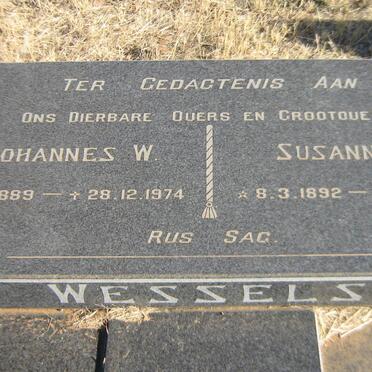 TER GEDAGTENIS AAN
ONS DIERBARE OUERS EN GROOTOUE
OHANNES W. SUSANN
889 — + 28.12.1974 ☆ 8.3.1892 —
RUS SAG.
WESSELS